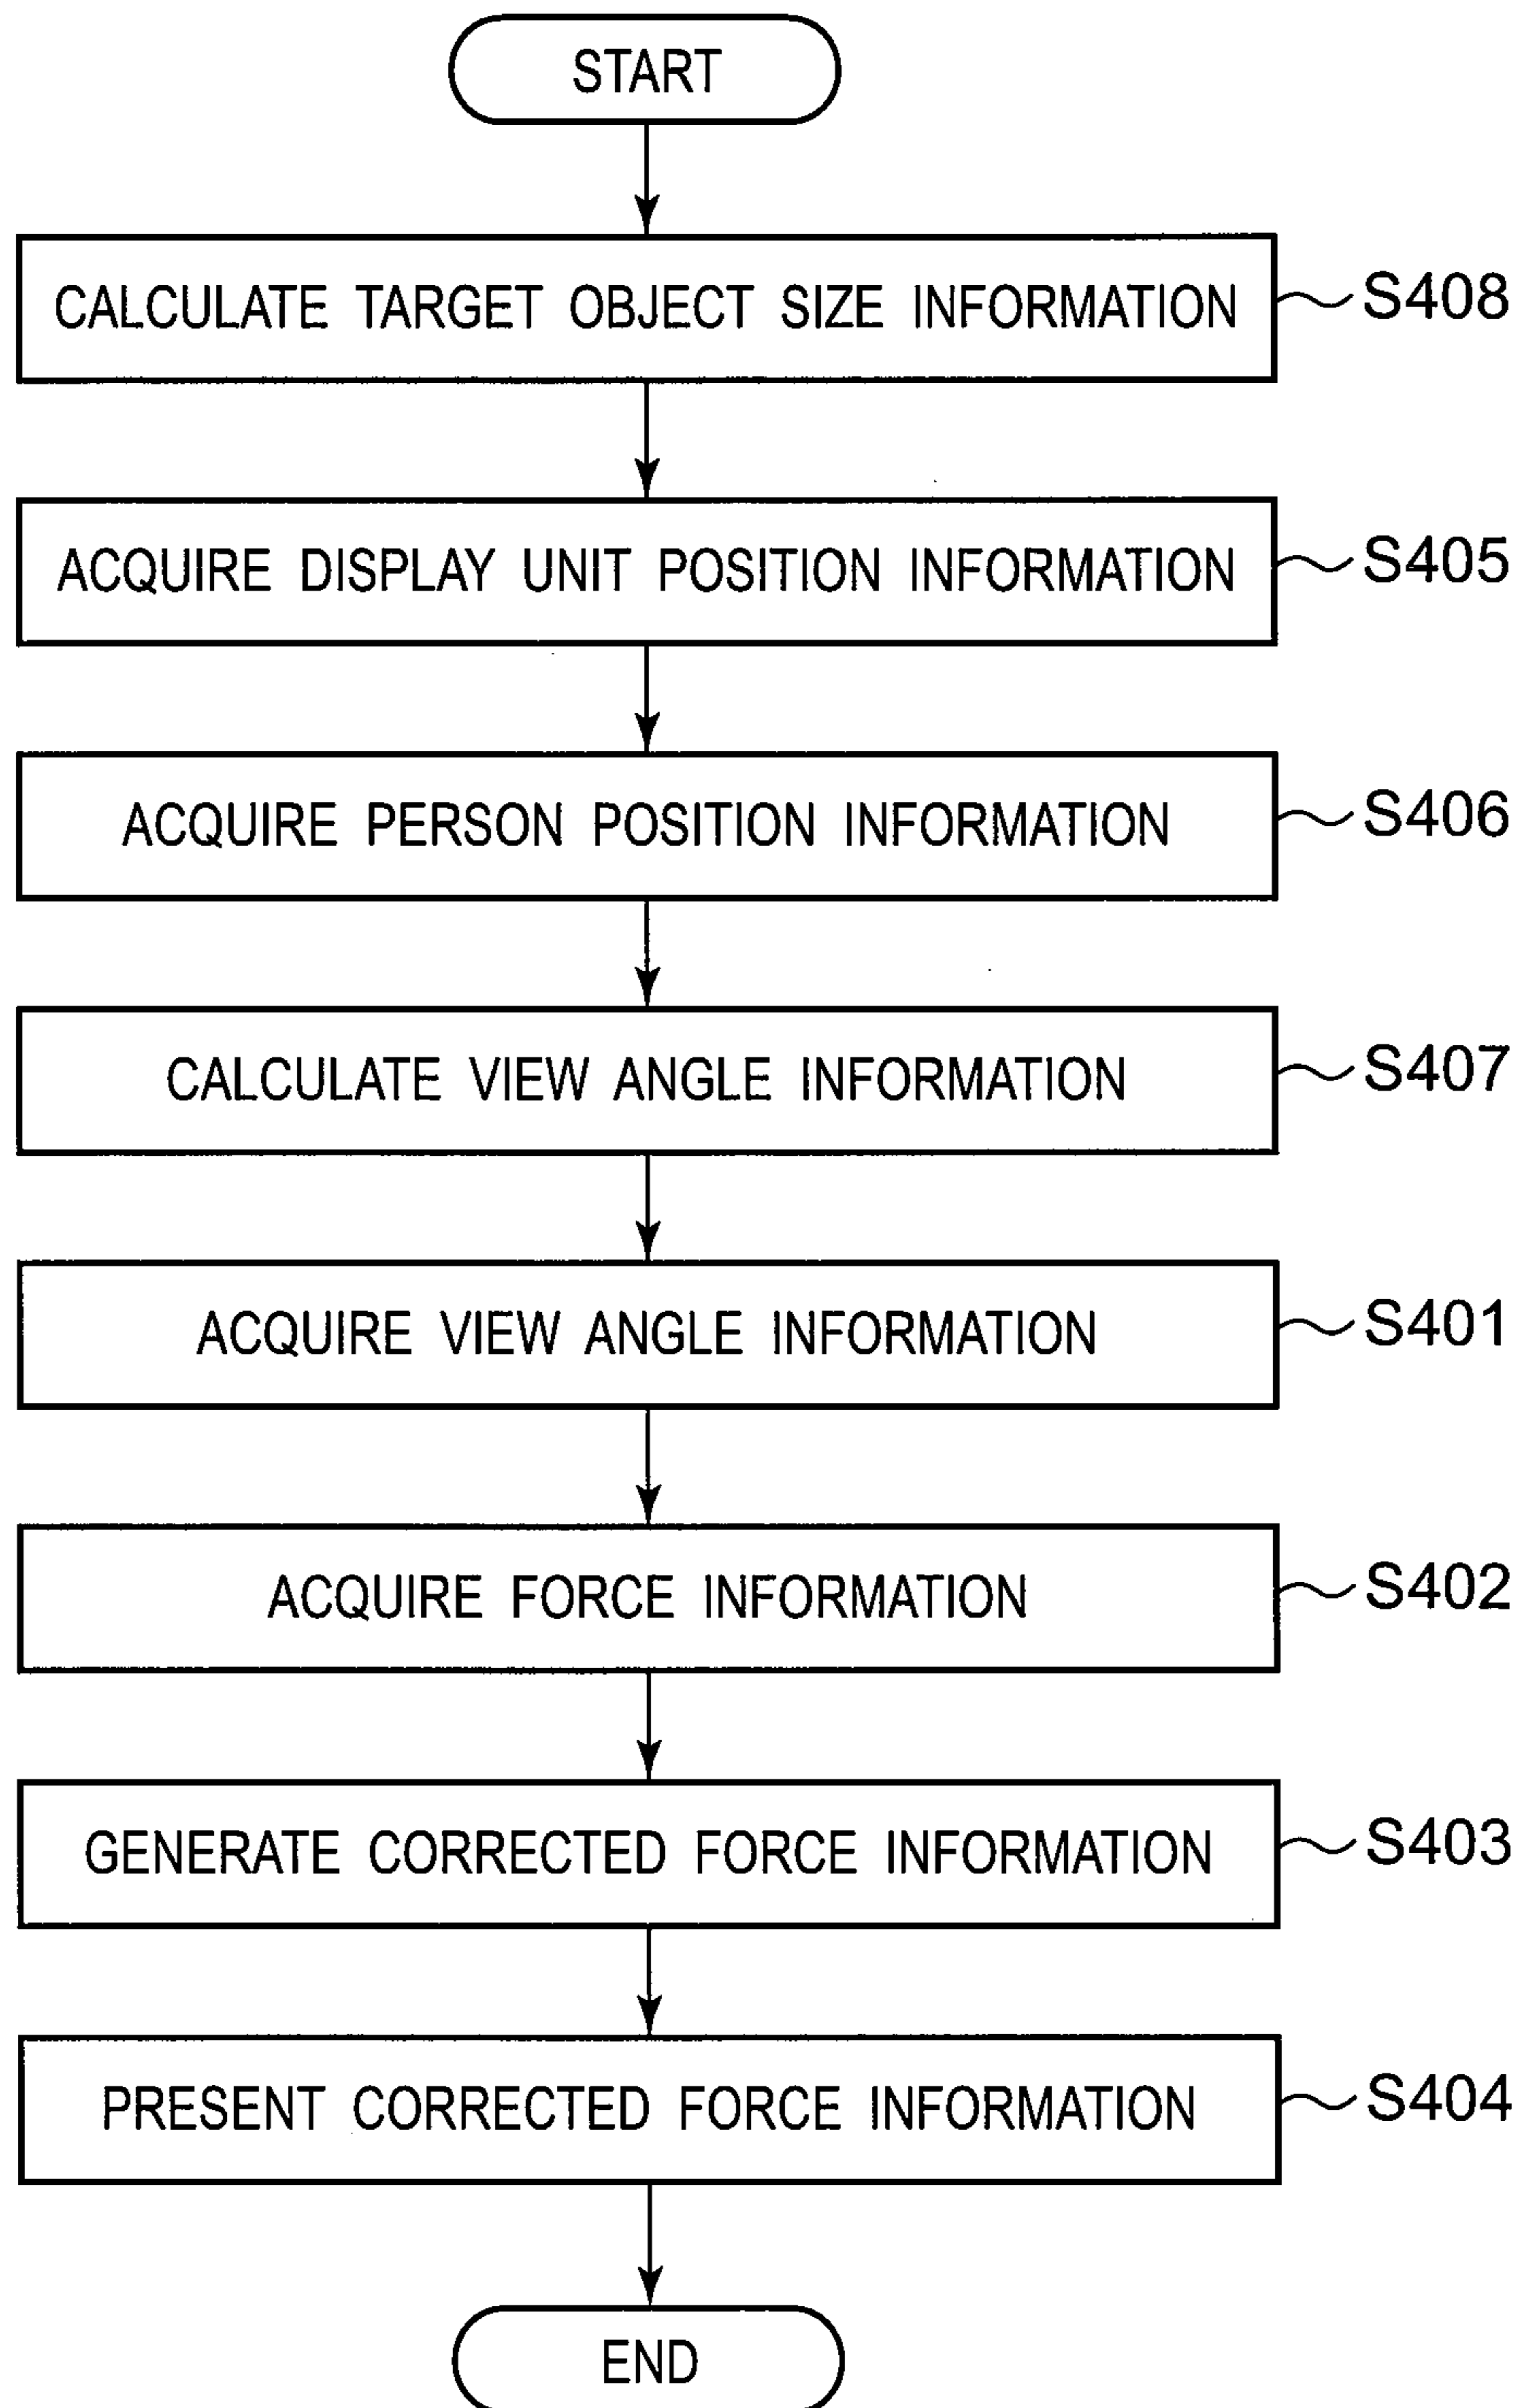 START
CALCULATE TARGET OBJECT SIZE INFORMATION S408
ACQUIRE DISPLAY UNIT POSITION INFORMATION S405
ACQUIRE PERSON POSITION INFORMATION S406
CALCULATE VIEW ANGLE INFORMATION S407
ACQUIRE VIEW ANGLE INFORMATION S401
ACQUIRE FORCE INFORMATION S402
GENERATE CORRECTED FORCE INFORMATION S403
PRESENT CORRECTED FORCE INFORMATION S404
END